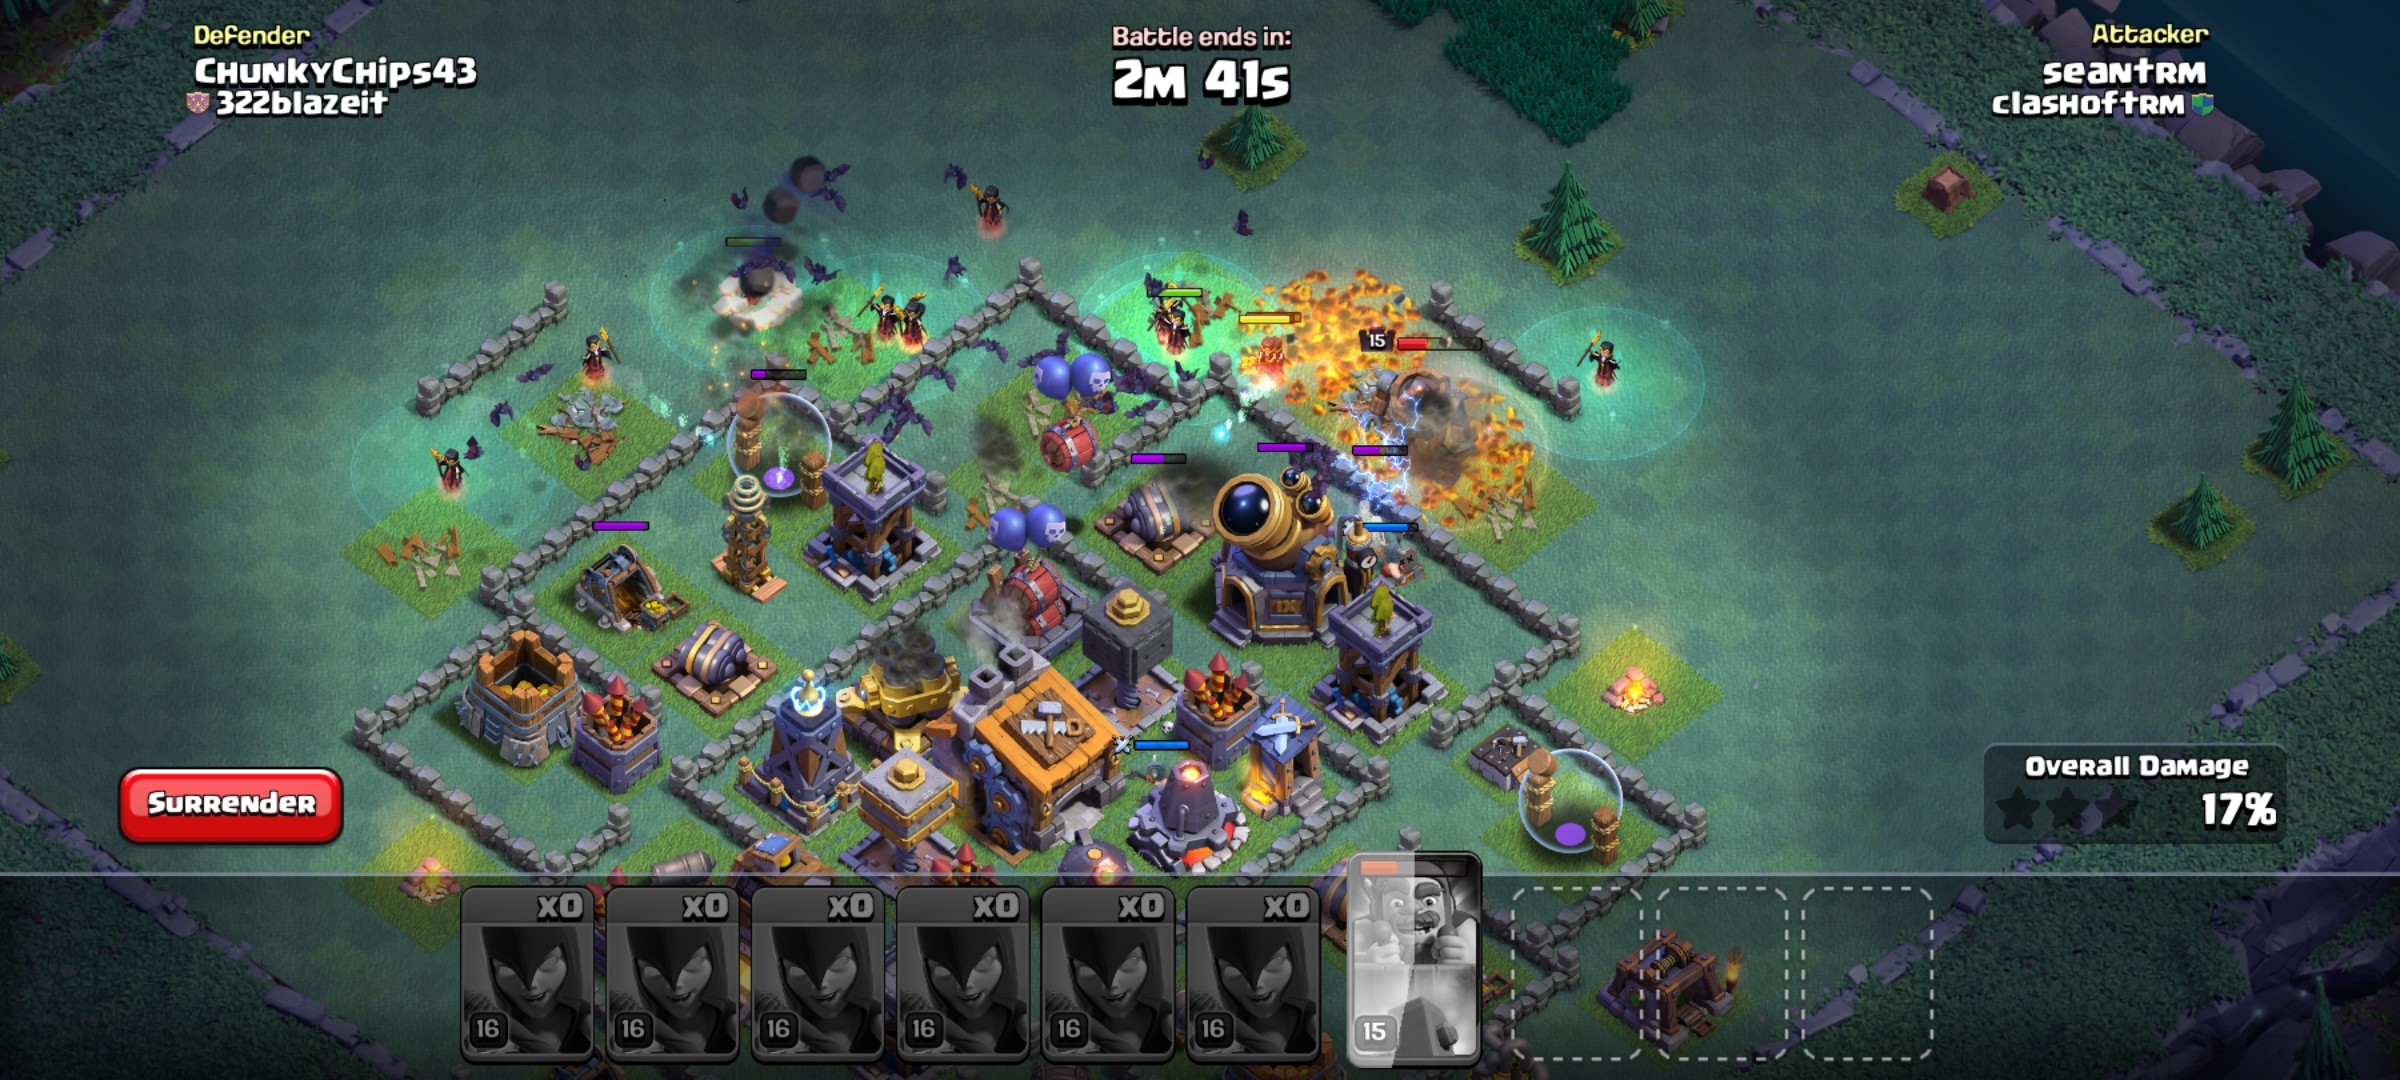 Defender
ChunkyChips43
322blazeit
Battle ends in:
2M 41s
Attacker
seantRM
clashoftRM
15
IX
Surrender
Overall Damage
17%
x0
x0
x0
x0
x0
x0
16
16
16
16
16
16
15